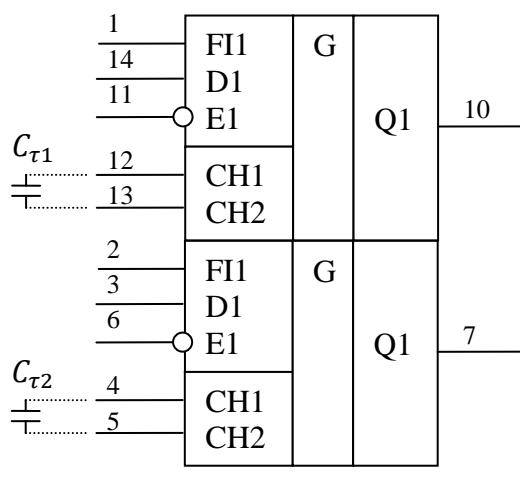 1 FI1 G
14 D1
11 E1 Q1 10
𝐶𝜏1 12 CH1
13 CH2
2 FI1 G
3 D1
6 E1 Q1 7
𝐶𝜏2 4 CH1
5 CH2